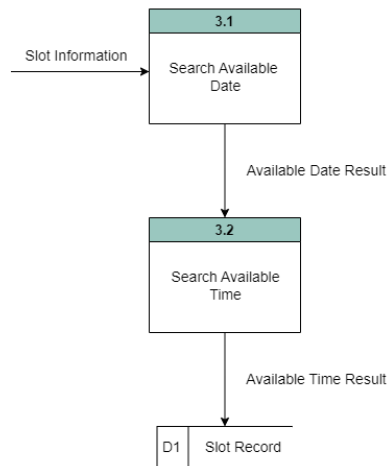 3.1
Slot Information
Search Available
Date
Available Date Result
3.2
Search Available
Time
Available Time Result
D1 Slot Record